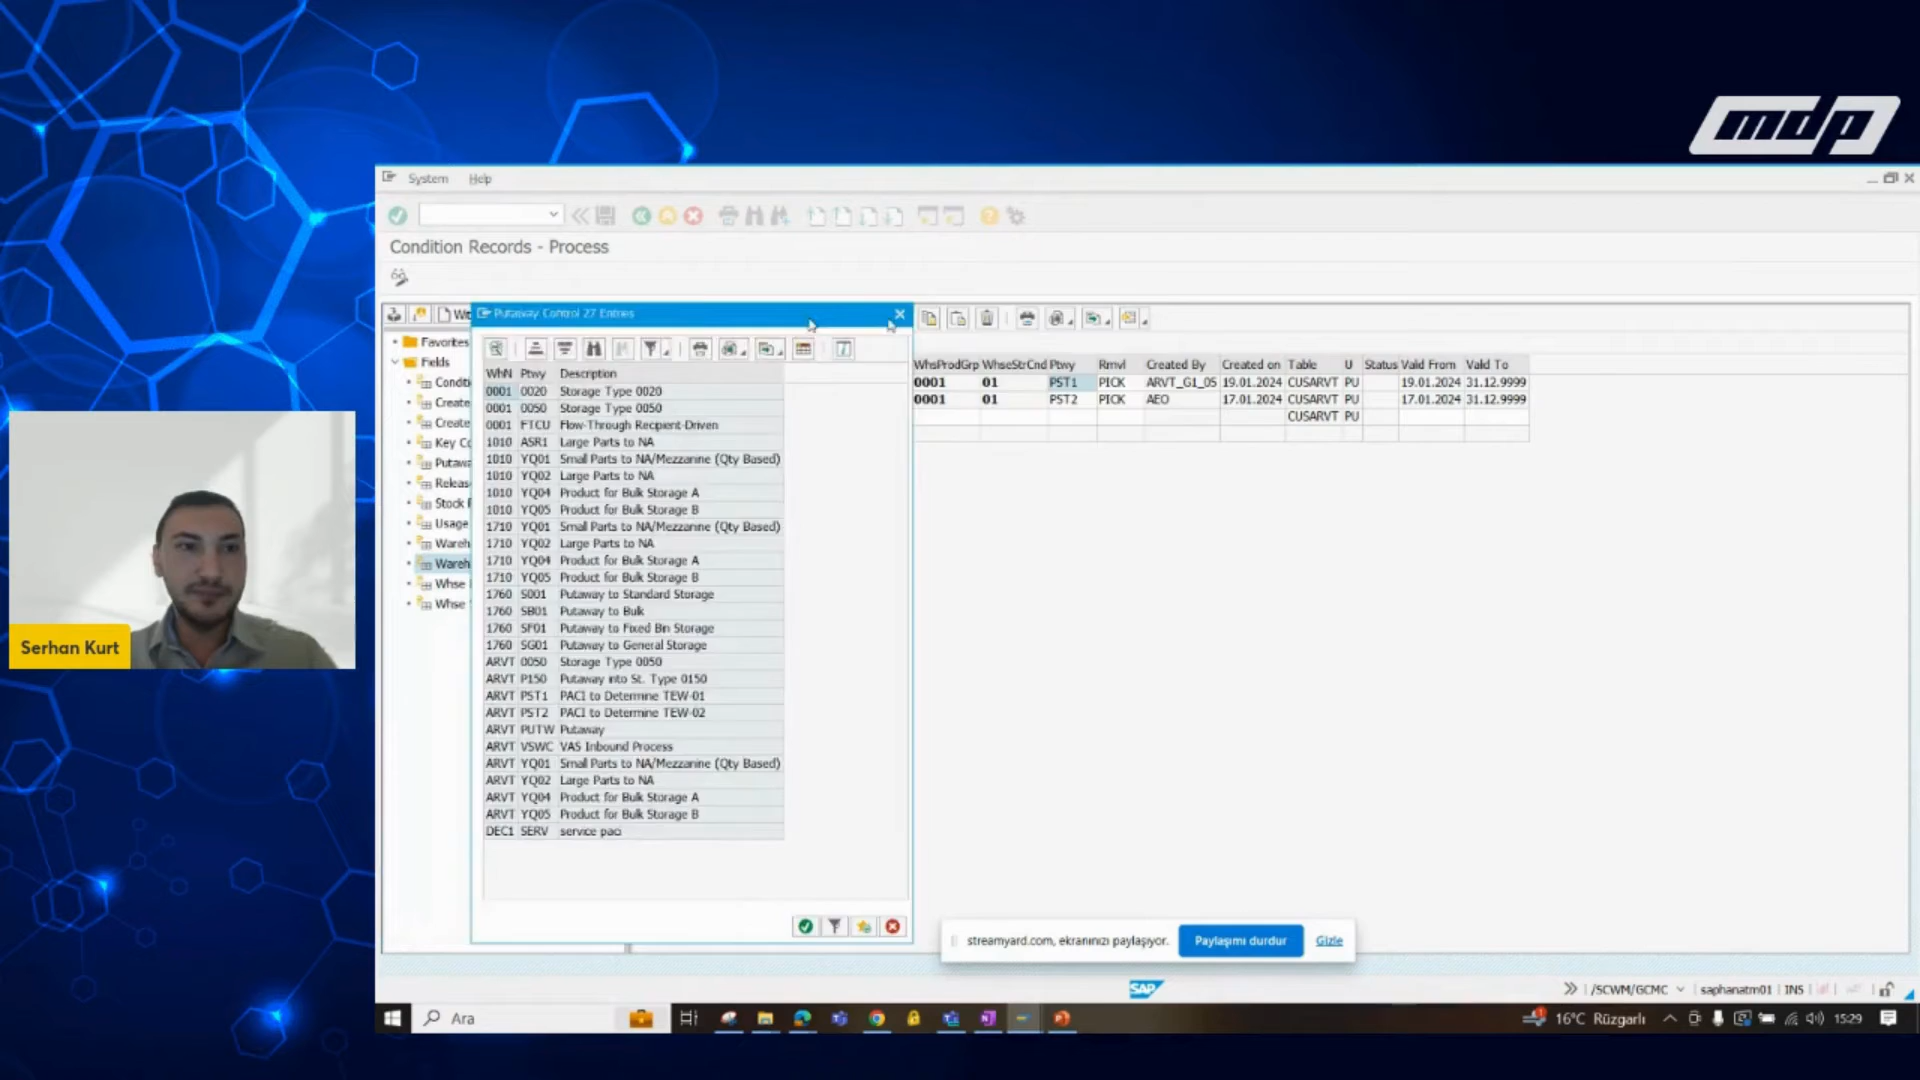 mdp
System Help
Condition Records - Process
Putaway Control 27 Entries
Favorites
Fields
Conditi
Create
Create
Key Co
Putaw
Releas
Stock
Usage
Wareh
Wareh
Whse
Whse
WhN Ptwy Description
0001 0020 Storage Type 0020
0001 0050 Storage Type 0050
0001 FTCU Flow-Through Recipient-Driven
1010 ASR1 Large Parts to NA
1010 YQ01 Small Parts to NA/Mezzanine (Qty Based)
1010 YQ02 Large Parts to NA
1010 YQ04 Product for Bulk Storage A
1010 YQ05 Product for Bulk Storage B
1710 YQ01 Small Parts to NA/Mezzanine (Qty Based)
1710 YQ02 Large Parts to NA
1710 YQ04 Product for Bulk Storage A
1710 YQ05 Product for Bulk Storage B
1760 S001 Putaway to Standard Storage
1760 SB01 Putaway to Bulk
1760 SF01 Putaway to Fixed Bin Storage
1760 SG01 Putaway to General Storage
ARVT 0050 Storage Type 0050
ARVT P150 Putaway into St. Type 0150
ARVT PST1 PACI to Determine TEW-01
ARVT PST2 PACI to Determine TEW-02
ARVT PUTW Putaway
ARVT VSWC VAS Inbound Process
ARVT YQ01 Small Parts to NA/Mezzanine (Qty Based)
ARVT YQ02 Large Parts to NA
ARVT YQ04 Product for Bulk Storage A
ARVT YQ05 Product for Bulk Storage B
DEC1 SERV service paci
WhsProdGrp WhseStrCnd Ptwy Rmvl Created By Created on Table U Status Valid From Valid To
0001 01 PST1 PICK ARVT_G1_05 19.01.2024 CUSARVT PU 19.01.2024 31.12.9999
0001 01 PST2 PICK AEO 17.01.2024 CUSARVT PU 17.01.2024 31.12.9999
CUSARVT PU
Serhan Kurt
streamyard.com, ekranınızı paylaşıyor. Paylaşımı durdur Gizle
SAP
/SCWM/GCMC saphanatm01 INS
Ara
16°C Rüzgarlı 15:29